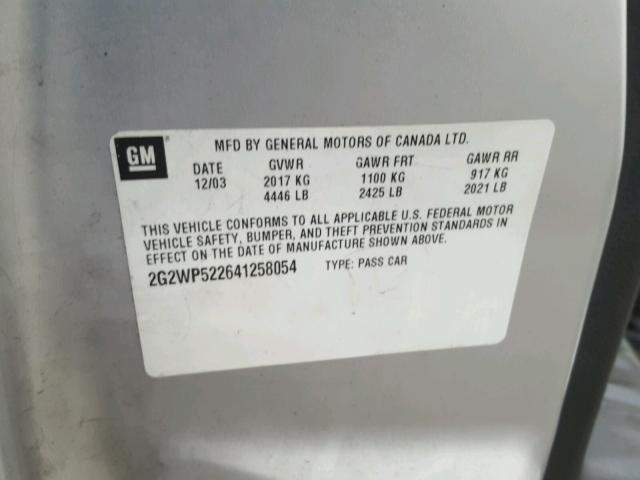 GM
MFD BY GENERAL MOTORS OF CANADA LTD.
DATE GVWR GAWR FRT GAWR RR
12/03 2017 KG 1100 KG 917 KG
4446 LB 2425 LB 2021 LB
THIS VEHICLE CONFORMS TO ALL APPLICABLE U.S. FEDERAL MOTOR
VEHICLE SAFETY, BUMPER, AND THEFT PREVENTION STANDARDS IN
EFFECT ON THE DATE OF MANUFACTURE SHOWN ABOVE.
2G2WP522641258054 TYPE: PASS CAR